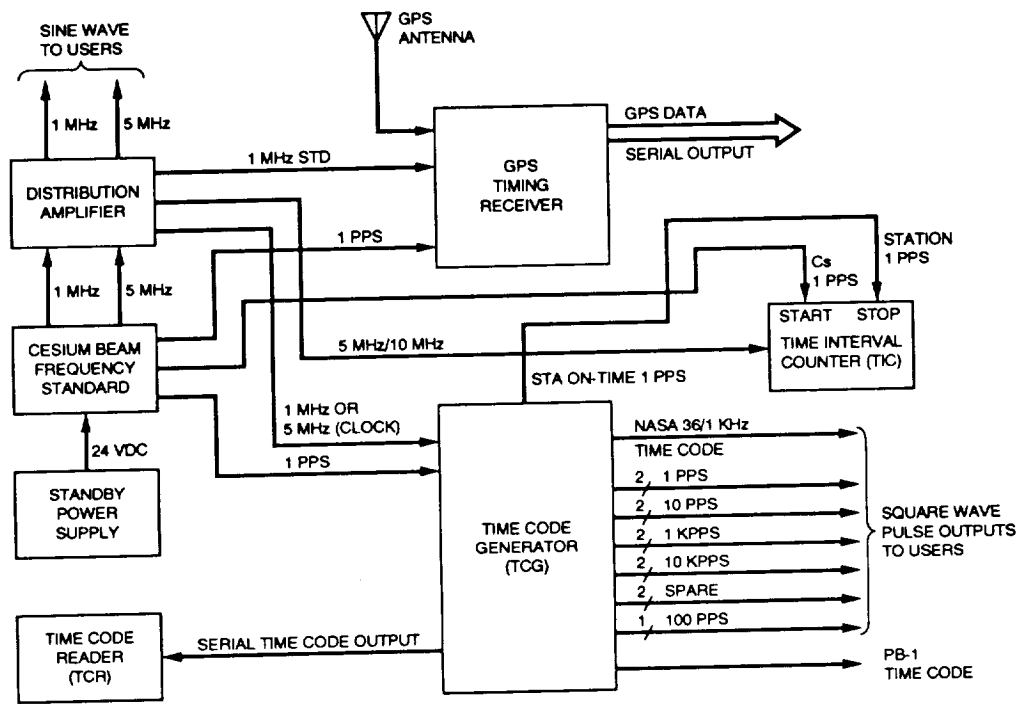 SINE WAVE
TO USERS
1 MHz
5 MHz
GPS
ANTENNA
DISTRIBUTION
AMPLIFIER
1 MHz STD
GPS
TIMING
RECEIVER
GPS DATA
SERIAL OUTPUT
1 PPS
1 MHz
5 MHz
Cs
1 PPS
STATION
1 PPS
CESIUM BEAM
FREQUENCY
STANDARD
START
STOP
TIME INTERVAL
COUNTER (TIC)
5 MHz/10 MHz
STA ON-TIME 1 PPS
24 VDC
1 MHz OR
5 MHz (CLOCK)
1 PPS
STANDBY
POWER
SUPPLY
TIME CODE
GENERATOR
(TCG)
NASA 36/1 KHz
TIME CODE
2/ 1 PPS
2/ 10 PPS
2/ 1 KPPS
2/ 10 KPPS
2/ SPARE
1/ 100 PPS
SQUARE WAVE
PULSE OUTPUTS
TO USERS
PB-1
TIME CODE
SERIAL TIME CODE OUTPUT
TIME CODE
READER
(TCR)